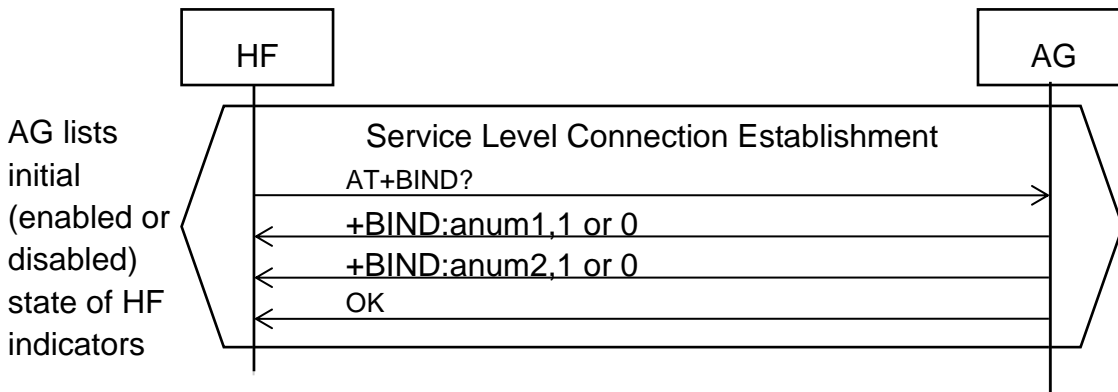 HF
AG
AG lists
initial
(enabled or
disabled)
state of HF
indicators
Service Level Connection Establishment
AT+BIND?
+BIND:anum1,1 or 0
+BIND:anum2,1 or 0
OK